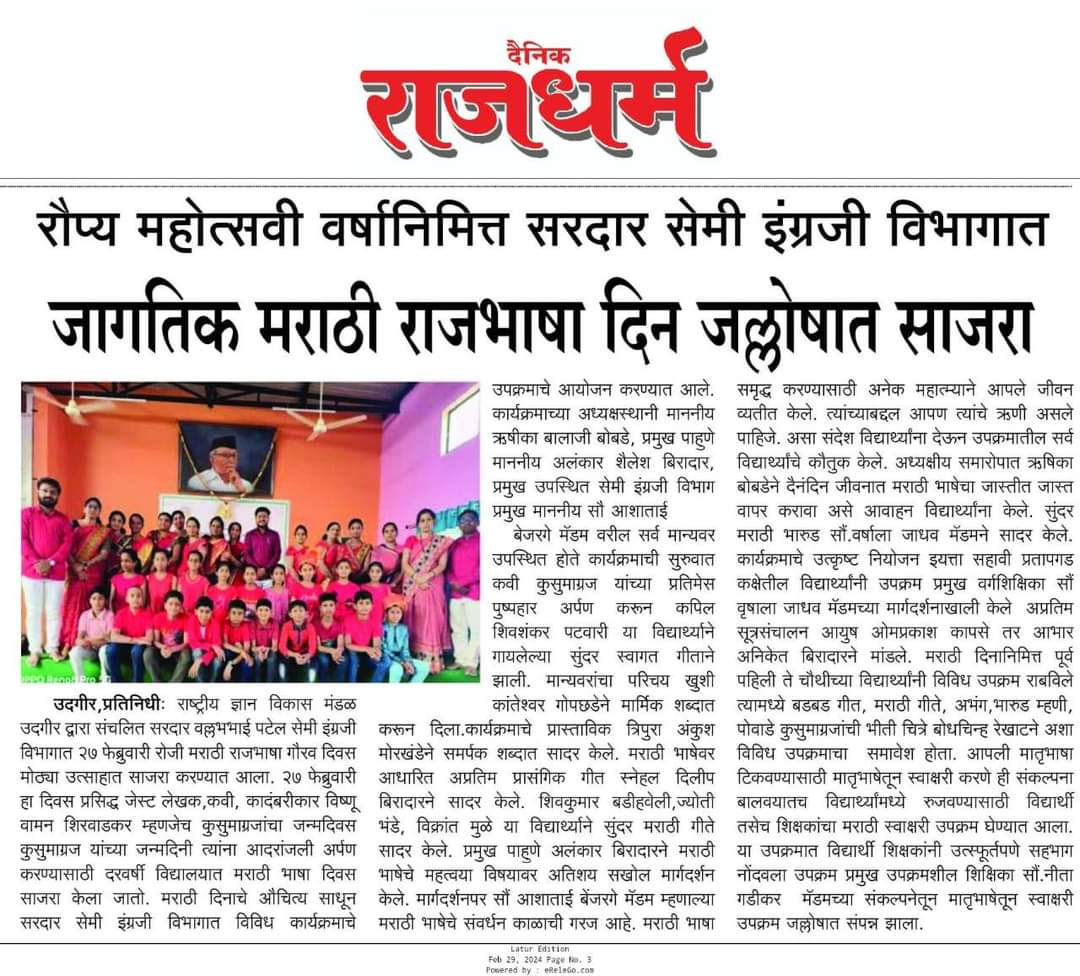 दैनिक
राजधर्म
रौप्य महोत्सवी वर्षानिमित्त सरदार सेमी इंग्रजी विभागात
जागतिक मराठी राजभाषा दिन जल्लोषात साजरा
OPPO Reno8 Pro 5G
उदगीर,प्रतिनिधीः राष्ट्रीय ज्ञान विकास मंडळ
उदगीर द्वारा संचलित सरदार वल्लभभाई पटेल सेमी इंग्रजी
विभागात २७ फेब्रुवारी रोजी मराठी राजभाषा गौरव दिवस
मोठ्या उत्साहात साजरा करण्यात आला. २७ फेब्रुवारी
हा दिवस प्रसिद्ध जेस्ट लेखक,कवी, कादंबरीकार विष्णू
वामन शिरवाडकर म्हणजेच कुसुमाग्रजांचा जन्मदिवस
कुसुमाग्रज यांच्या जन्मदिनी त्यांना आदरांजली अर्पण
करण्यासाठी दरवर्षी विद्यालयात मराठी भाषा दिवस
साजरा केला जातो. मराठी दिनाचे औचित्य साधून
सरदार सेमी इंग्रजी विभागात विविध कार्यक्रमाचे
उपक्रमाचे आयोजन करण्यात आले.
कार्यक्रमाच्या अध्यक्षस्थानी माननीय
ऋषीका बालाजी बोबडे, प्रमुख पाहुणे
माननीय अलंकार शैलेश बिरादार,
प्रमुख उपस्थित सेमी इंग्रजी विभाग
प्रमुख माननीय सौ आशाताई
बेजरगे मॅडम वरील सर्व मान्यवर
उपस्थित होते कार्यक्रमाची सुरुवात
कवी कुसुमाग्रज यांच्या प्रतिमेस
पुष्पहार अर्पण करून कपिल
शिवशंकर पटवारी या विद्यार्थ्याने
गायलेल्या सुंदर स्वागत गीताने
झाली. मान्यवरांचा परिचय खुशी
कांतेश्वर गोपछडेने मार्मिक शब्दात
करून दिला.कार्यक्रमाचे प्रास्ताविक त्रिपुरा अंकुश
मोरखंडेने समर्पक शब्दात सादर केले. मराठी भाषेवर
आधारित अप्रतिम प्रासंगिक गीत स्नेहल दिलीप
बिरादारने सादर केले. शिवकुमार बडीहवेली,ज्योती
भंडे, विक्रांत मुळे या विद्यार्थ्याने सुंदर मराठी गीते
सादर केले. प्रमुख पाहुणे अलंकार बिरादारने मराठी
भाषेचे महत्वया विषयावर अतिशय सखोल मार्गदर्शन
केले. मार्गदर्शनपर सौं आशाताई बेंजरगे मॅडम म्हणाल्या
मराठी भाषेचे संवर्धन काळाची गरज आहे. मराठी भाषा
समृद्ध करण्यासाठी अनेक महात्म्याने आपले जीवन
व्यतीत केले. त्यांच्याबद्दल आपण त्यांचे ऋणी असले
पाहिजे. असा संदेश विद्यार्थ्यांना देऊन उपक्रमातील सर्व
विद्यार्थ्यांचे कौतुक केले. अध्यक्षीय समारोपात ऋषिका
बोबडेने दैनंदिन जीवनात मराठी भाषेचा जास्तीत जास्त
वापर करावा असे आवाहन विद्यार्थ्यांना केले. सुंदर
मराठी भारुड सौं.वर्षाला जाधव मॅडमने सादर केले.
कार्यक्रमाचे उत्कृष्ट नियोजन इयत्ता सहावी प्रतापगड
कक्षेतील विद्यार्थ्यांनी उपक्रम प्रमुख वर्गशिक्षिका सौं
वृषाला जाधव मॅडमच्या मार्गदर्शनाखाली केले अप्रतिम
सूत्रसंचालन आयुष ओमप्रकाश कापसे तर आभार
अनिकेत बिरादारने मांडले. मराठी दिनानिमित्त पूर्व
पहिली ते चौथीच्या विद्यार्थ्यांनी विविध उपक्रम राबविले
त्यामध्ये बडबड गीत, मराठी गीते, अभंग,भारुड म्हणी,
पोवाडे कुसुमाग्रजांची भीती चित्रे बोधचिन्ह रेखाटने अशा
विविध उपक्रमाचा समावेश होता. आपली मातृभाषा
टिकवण्यासाठी मातृभाषेतून स्वाक्षरी करणे ही संकल्पना
बालवयातच विद्यार्थ्यांमध्ये रुजवण्यासाठी विद्यार्थी
तसेच शिक्षकांचा मराठी स्वाक्षरी उपक्रम घेण्यात आला.
या उपक्रमात विद्यार्थी शिक्षकांनी उत्स्फूर्तपणे सहभाग
नोंदवला उपक्रम प्रमुख उपक्रमशील शिक्षिका सौं.नीता
गडीकर मॅडमच्या संकल्पनेतून मातृभाषेतून स्वाक्षरी
उपक्रम जल्लोषात संपन्न झाला.
Latur Edition
Feb 29, 2024 Page No. 3
Powered by : eReleGo.com